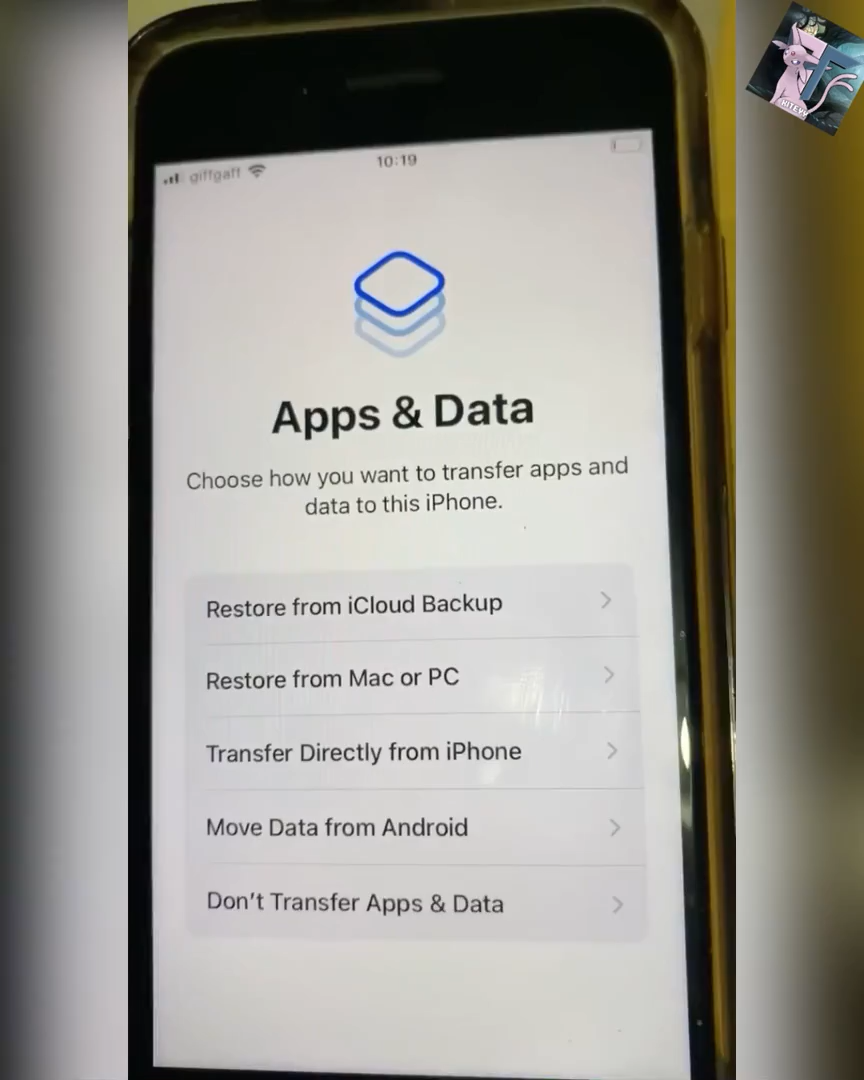 giffgaff
10:19
Apps & Data
Choose how you want to transfer apps and
data to this iPhone.
Restore from iCloud Backup
Restore from Mac or PC
Transfer Directly from iPhone
Move Data from Android
Don't Transfer Apps & Data